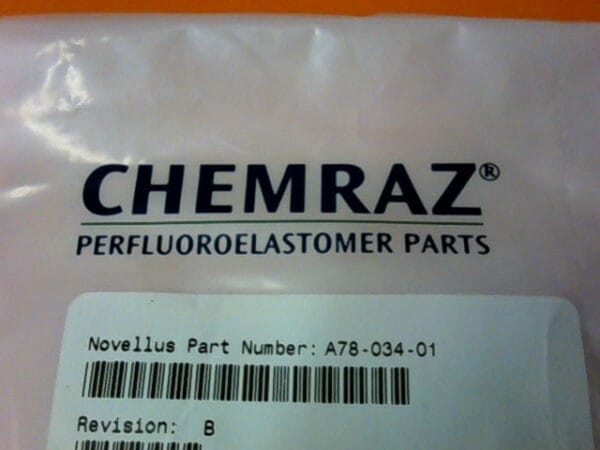 CHEMRAZ®
PERFLUOROELASTOMER PARTS
Novellus Part Number: A78-034-01
Revision: B